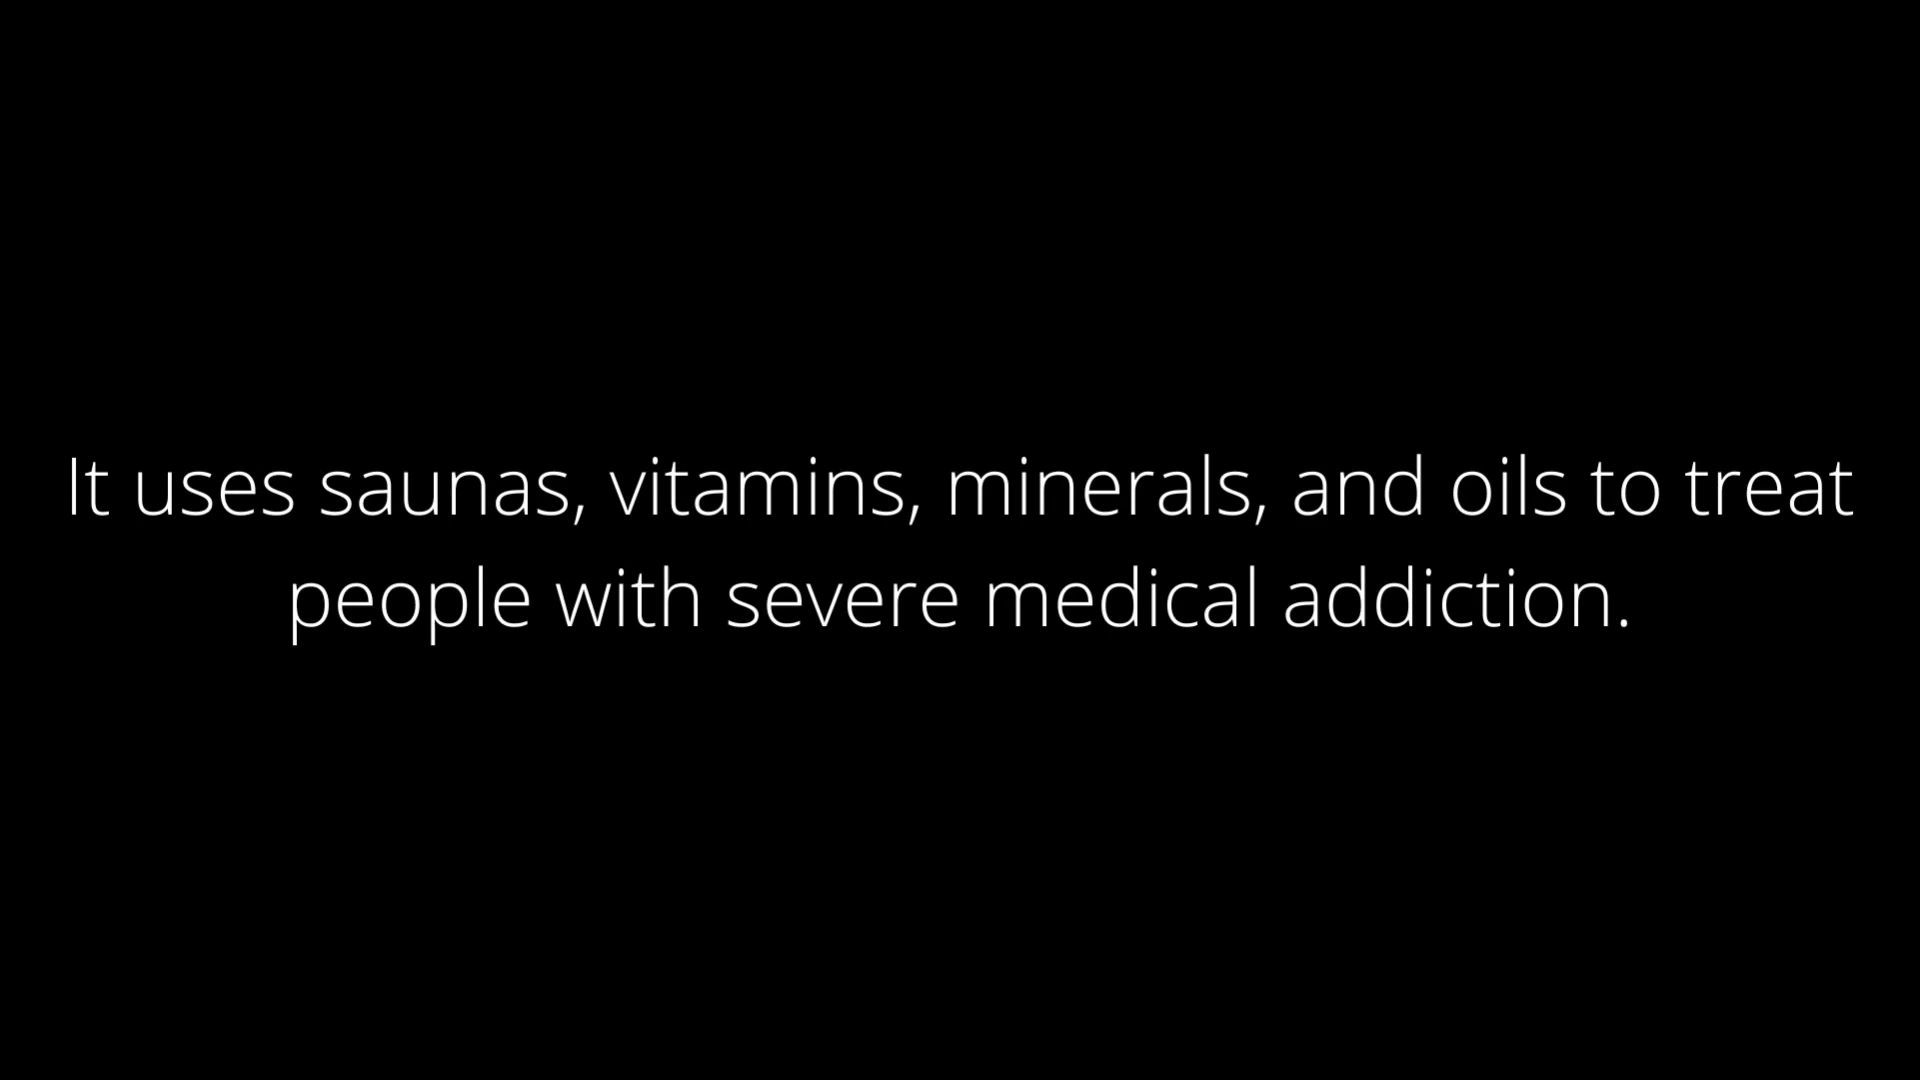 It uses saunas, vitamins, minerals, and oils to treat
people with severe medical addiction.